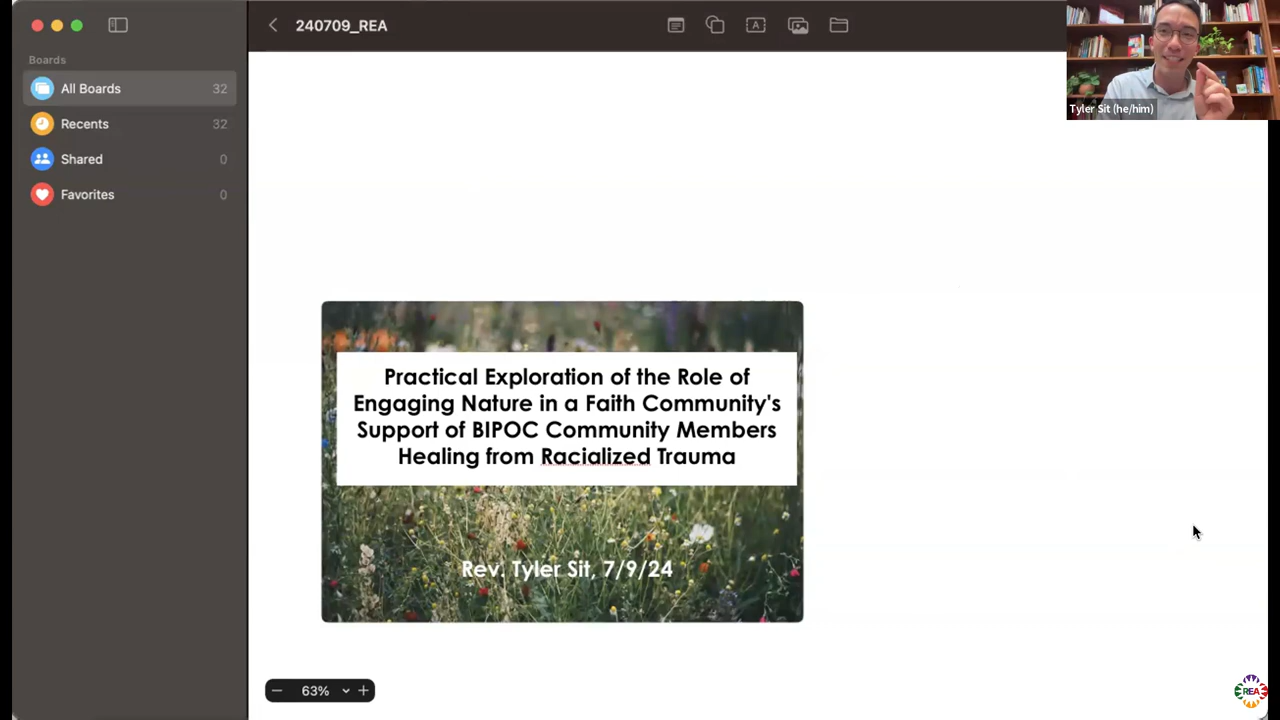 240709_REA
Boards
All Boards 32
Recents 32
Shared 0
Favorites 0
A
Tyler Sit (he/him)
Practical Exploration of the Role of
Engaging Nature in a Faith Community's
Support of BIPOC Community Members
Healing from Racialized Trauma
Rev. Tyler Sit, 7/9/24
63%
REA